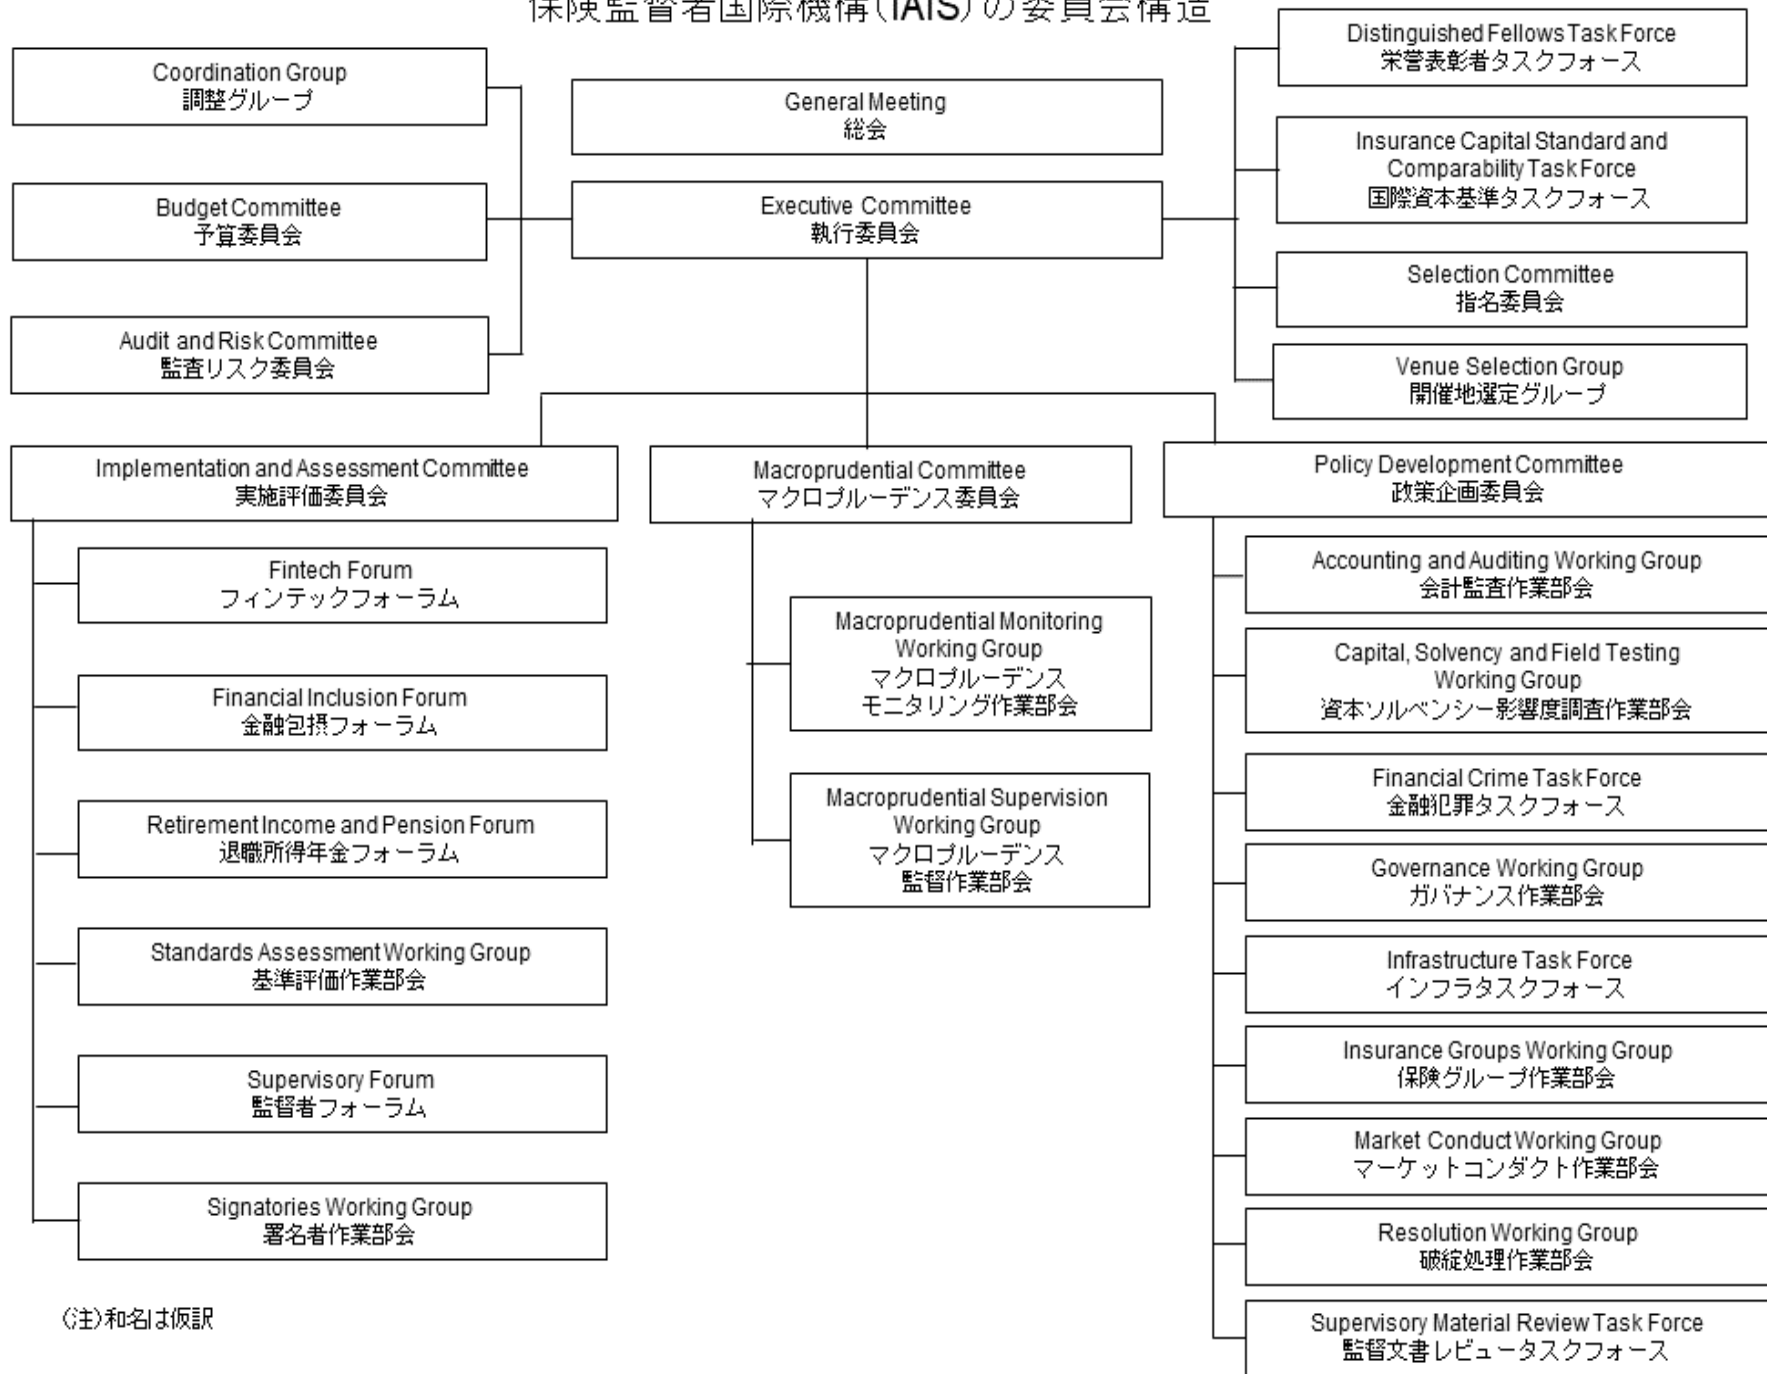 保険監督者国際機構(IAIS)の委員会構造
Coordination Group
調整グループ
Budget Committee
予算委員会
Audit and Risk Committee
監査リスク委員会
General Meeting
総会
Executive Committee
執行委員会
Distinguished Fellows Task Force
栄誉表彰者タスクフォース
Insurance Capital Standard and
Comparability Task Force
国際資本基準タスクフォース
Selection Committee
指名委員会
Venue Selection Group
開催地選定グループ
Implementation and Assessment Committee
実施評価委員会
Fintech Forum
フィンテックフォーラム
Financial Inclusion Forum
金融包摂フォーラム
Retirement Income and Pension Forum
退職所得年金フォーラム
Standards Assessment Working Group
基準評価作業部会
Supervisory Forum
監督者フォーラム
Signatories Working Group
署名者作業部会
Macroprudential Committee
マクロプルーデンス委員会
Macroprudential Monitoring
Working Group
マクロプルーデンス
モニタリング作業部会
Macroprudential Supervision
Working Group
マクロプルーデンス
監督作業部会
Policy Development Committee
政策企画委員会
Accounting and Auditing Working Group
会計監査作業部会
Capital, Solvency and Field Testing
Working Group
資本ソルベンシー影響度調査作業部会
Financial Crime Task Force
金融犯罪タスクフォース
Governance Working Group
ガバナンス作業部会
Infrastructure Task Force
インフラタスクフォース
Insurance Groups Working Group
保険グループ作業部会
Market Conduct Working Group
マーケットコンダクト作業部会
Resolution Working Group
破綻処理作業部会
Supervisory Material Review Task Force
監督文書レビュータスクフォース
(注)和名は仮訳